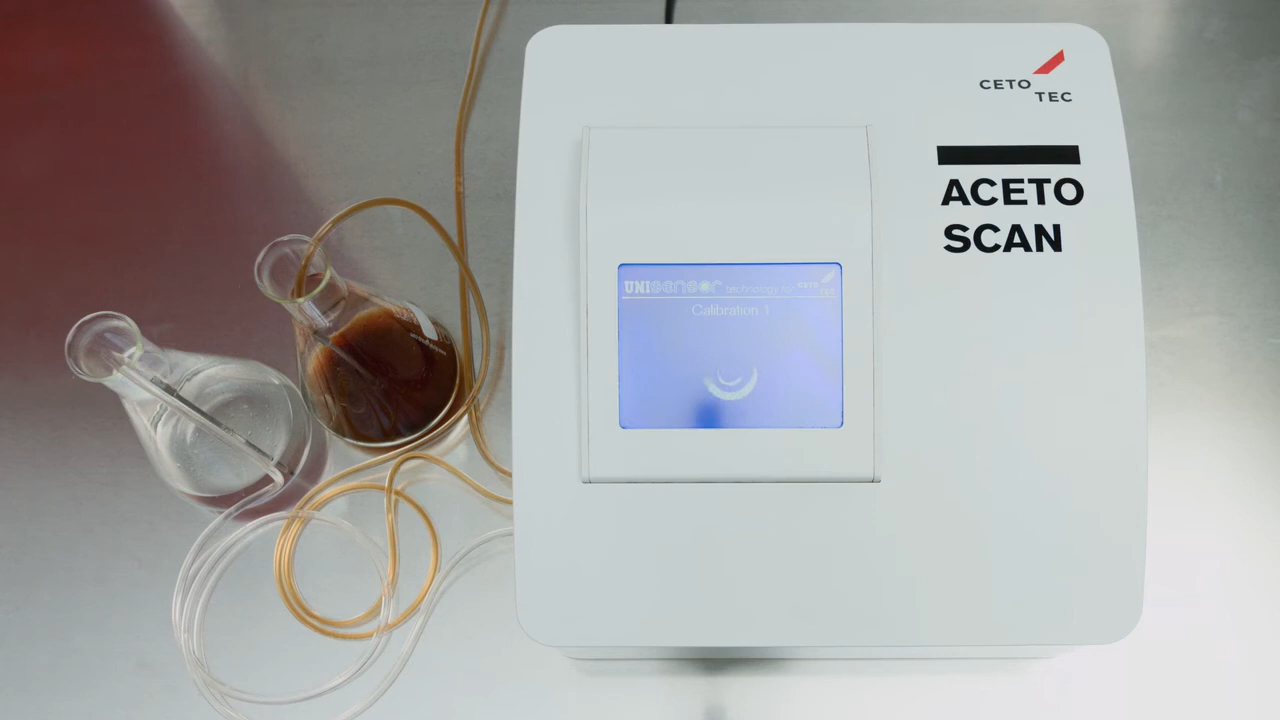 CETO
TEC
ACETO
SCAN
UNisensor technology for CETO
TEC
Calibration 1